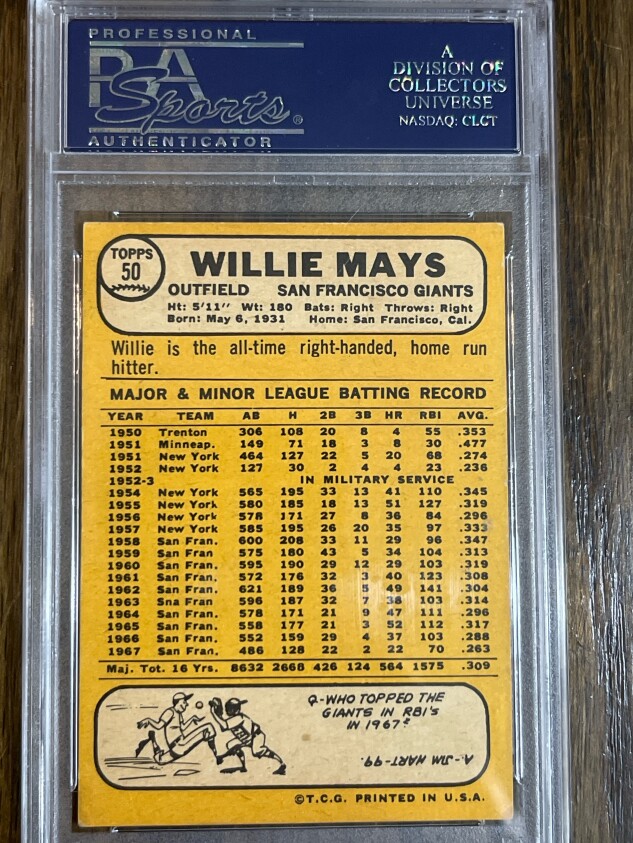 PROFESSIONAL
PSA
Sports®
AUTHENTICATOR
A
DIVISION OF
COLLECTORS
UNIVERSE
NASDAQ: CLCT
TOPPS
50
WILLIE MAYS
OUTFIELD SAN FRANCISCO GIANTS
Ht: 5'11" Wt: 180 Bats: Right Throws: Right
Born: May 6, 1931 Home: San Francisco, Cal.
Willie is the all-time right-handed, home run
hitter.
MAJOR & MINOR LEAGUE BATTING RECORD
YEAR TEAM AB H 2B 3B HR RBI AVG.
1950 Trenton 306 108 20 8 4 55 .353
1951 Minneap. 149 71 18 3 8 30 .477
1951 New York 464 127 22 5 20 68 .274
1952 New York 127 30 2 4 4 23 .236
1952-3 IN MILITARY SERVICE
1954 New York 565 195 33 13 41 110 .345
1955 New York 580 185 18 13 51 127 .319
1956 New York 578 171 27 8 36 84 .296
1957 New York 585 195 26 20 35 97 .333
1958 San Fran. 600 208 33 11 29 96 .347
1959 San Fran. 575 180 43 5 34 104 .313
1960 San Fran. 595 190 29 12 29 103 .319
1961 San Fran. 572 176 32 3 40 123 .308
1962 San Fran. 621 189 36 5 49 141 .304
1963 Sna Fran 596 187 32 7 38 103 .314
1964 San Fran. 578 171 21 9 47 111 .296
1965 San Fran. 558 177 21 3 52 112 .317
1966 San Fran. 552 159 29 4 37 103 .288
1967 San Fran. 486 128 22 2 22 70 .263
Maj. Tot. 16 Yrs. 8632 2668 426 124 564 1575 .309
Q-WHO TOPPED THE
GIANTS IN RBI'S
IN 1967?
A-JIM HART-99.
©T.C.G. PRINTED IN U.S.A.